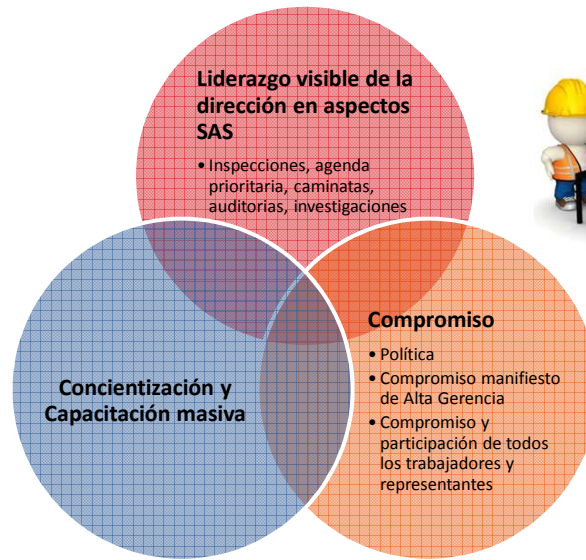 Liderazgo visible de la
dirección en aspectos
SAS
• Inspecciones, agenda
prioritaria, caminatas,
auditorias, investigaciones
Compromiso
• Política
• Compromiso manifiesto
de Alta Gerencia
• Compromiso y
participación de todos
los trabajadores y
representantes
Concientización y
Capacitación masiva